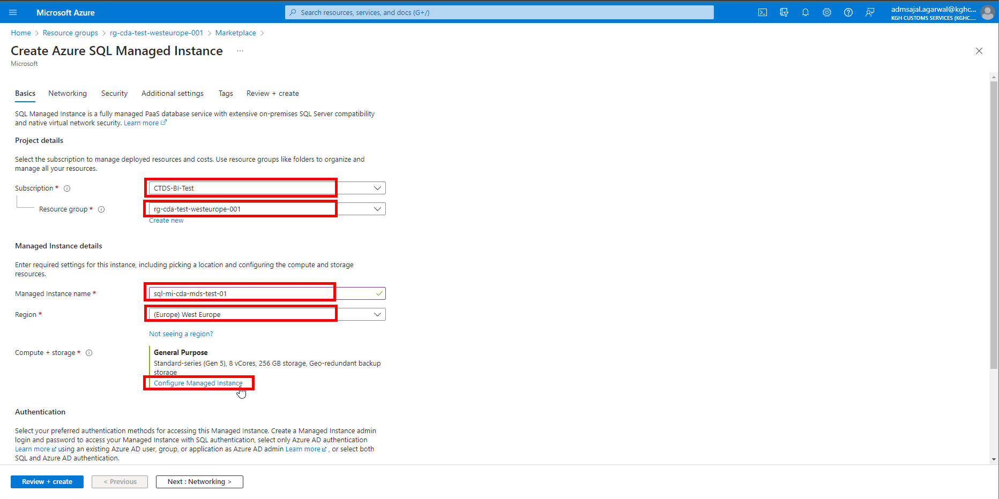 Microsoft Azure
Search resources, services, and docs (G+/)
admsajal.agarwal@kghc...
KGH CUSTOMS SERVICES (KGHC....
Home > Resource groups > rg-cda-test-westeurope-001 > Marketplace >
Create Azure SQL Managed Instance ...
Microsoft
Basics Networking Security Additional settings Tags Review + create
SQL Managed Instance is a fully managed PaaS database service with extensive on-premises SQL Server compatibility
and native virtual network security. Learn more
Project details
Select the subscription to manage deployed resources and costs. Use resource groups like folders to organize and
manage all your resources.
Subscription * CTDS-BI-Test
Resource group * rg-cda-test-westeurope-001
Create new
Managed Instance details
Enter required settings for this instance, including picking a location and configuring the compute and storage
resources.
Managed Instance name * sql-mi-cda-mds-test-01
Region * (Europe) West Europe
Not seeing a region?
Compute + storage * General Purpose
Standard-series (Gen 5), 8 vCores, 256 GB storage, Geo-redundant backup
storage
Configure Managed Instance
Authentication
Select your preferred authentication methods for accessing this Managed Instance. Create a Managed Instance admin
login and password to access your Managed Instance with SQL authentication, select only Azure AD authentication
Learn more using an existing Azure AD user, group, or application as Azure AD admin Learn more , or select both
SQL and Azure AD authentication.
Review + create < Previous Next : Networking >